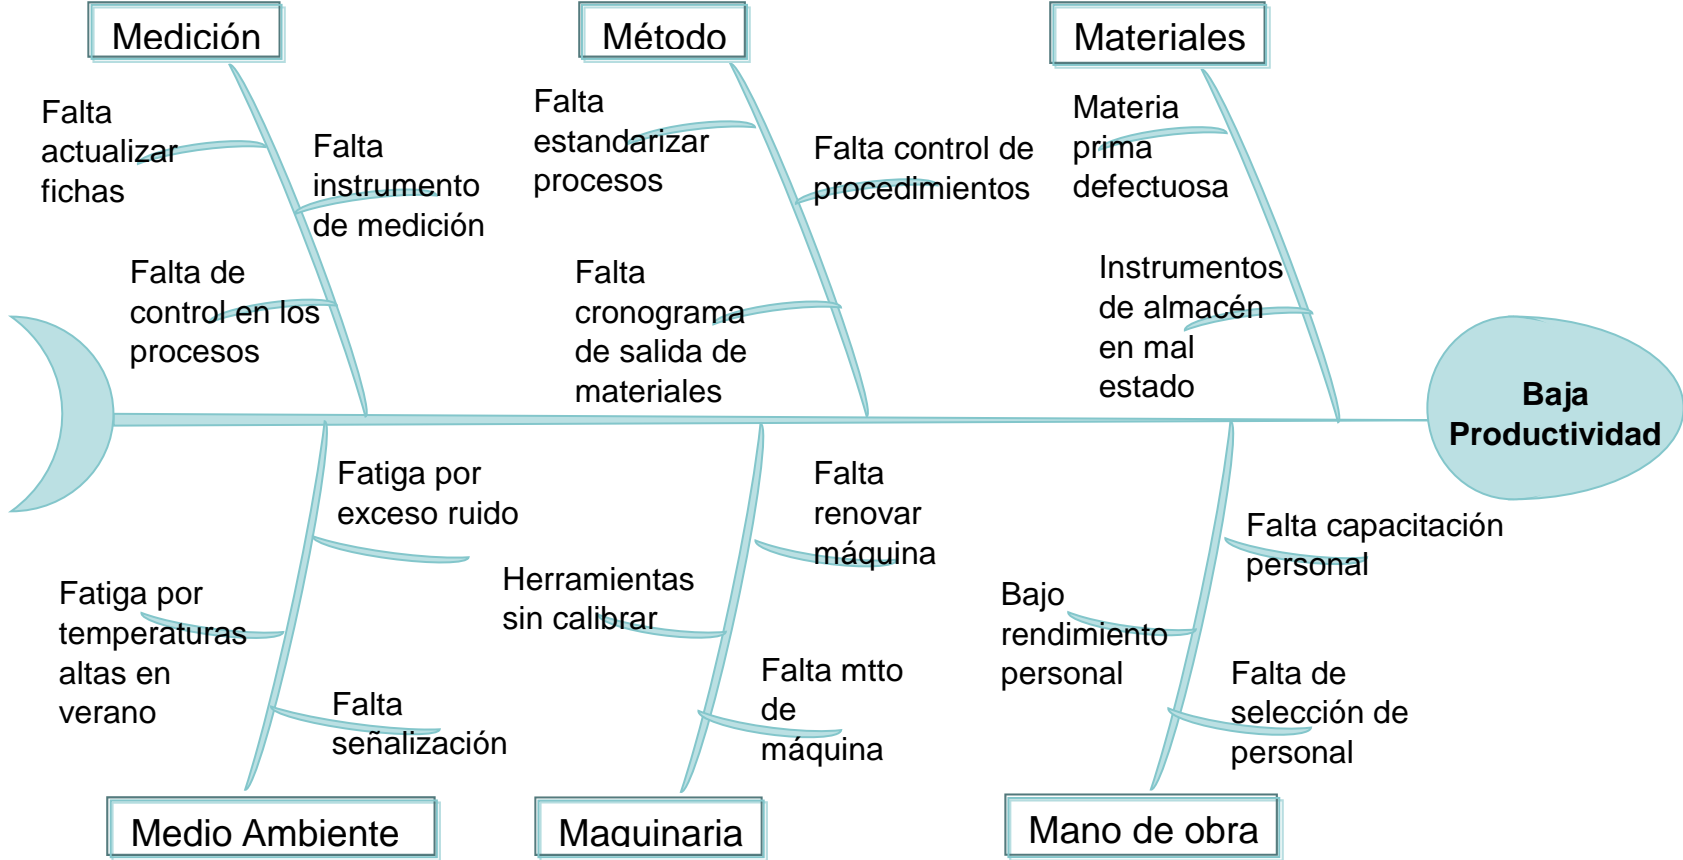 Medición
Método
Materiales
Falta
actualizar
fichas
Falta
instrumento
de medición
Falta de
control en los
procesos
Falta
estandarizar
procesos
Falta control de
procedimientos
Falta
cronograma
de salida de
materiales
Materia
prima
defectuosa
Instrumentos
de almacén
en mal
estado
Baja
Productividad
Fatiga por
exceso ruido
Fatiga por
temperaturas
altas en
verano
Falta
señalización
Falta
renovar
máquina
Herramientas
sin calibrar
Falta mtto
de
máquina
Falta capacitación
personal
Bajo
rendimiento
personal
Falta de
selección de
personal
Medio Ambiente
Maquinaria
Mano de obra